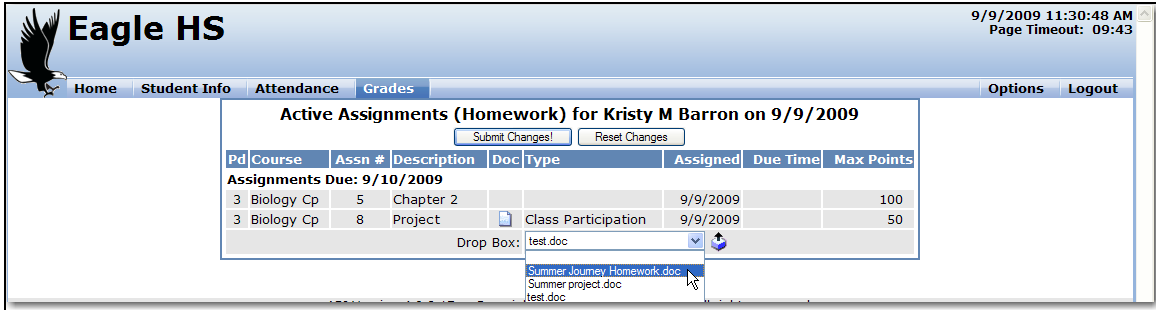 Eagle HS
9/9/2009 11:30:48 AM
Page Timeout: 09:43
Home Student Info Attendance Grades Options Logout
Active Assignments (Homework) for Kristy M Barron on 9/9/2009
Submit Changes! Reset Changes
Pd Course Assn # Description Doc Type Assigned Due Time Max Points
Assignments Due: 9/10/2009
3 Biology Cp 5 Chapter 2 9/9/2009 100
3 Biology Cp 8 Project Class Participation 9/9/2009 50
Drop Box: test.doc
Summer Journey Homework.doc
Summer project.doc
test.doc